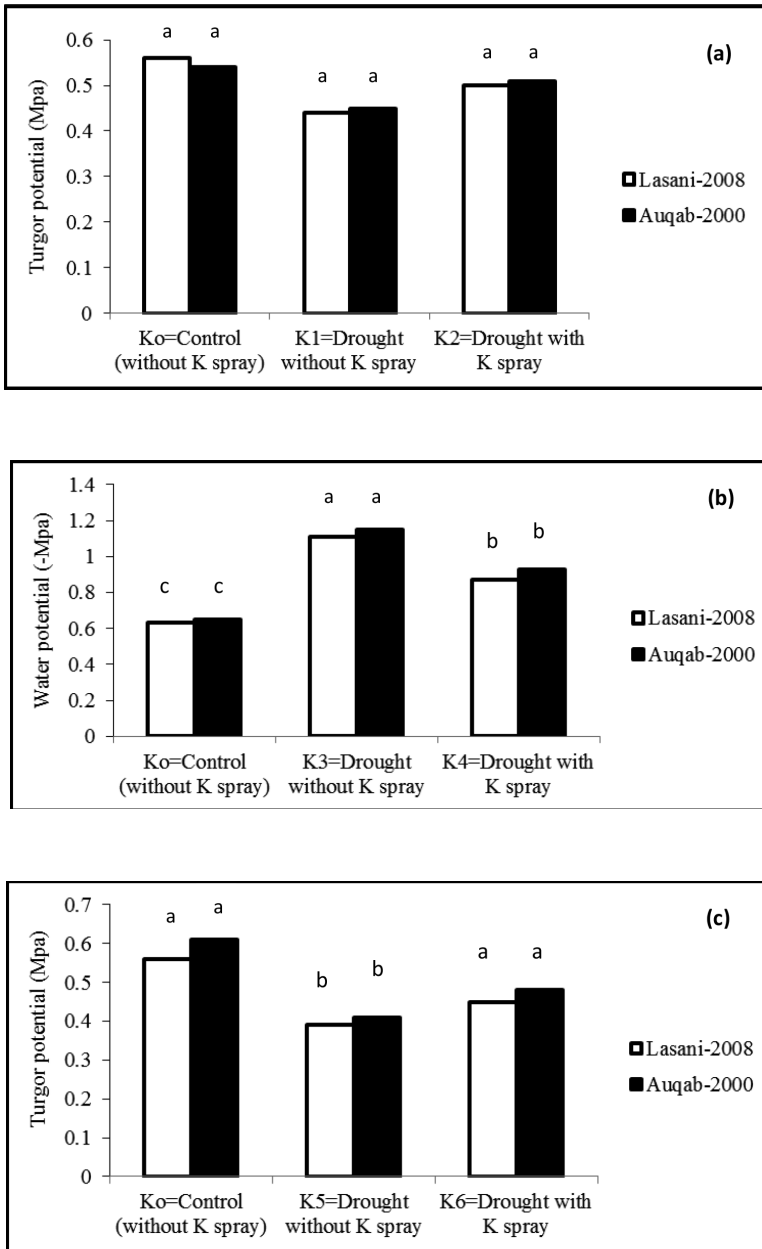 a a
a a
a a
(a)
0.6
0.5
0.4
0.3
0.2
0.1
0
Turgor potential (Mpa)
Lasani-2008
Auqab-2000
Ko=Control
(without K spray)
K1=Drought
without K spray
K2=Drought with
K spray
(b)
1.4
1.2
1
0.8
0.6
0.4
0.2
0
Water potential (-Mpa)
c c
a a
b b
Lasani-2008
Auqab-2000
Ko=Control
(without K spray)
K3=Drought
without K spray
K4=Drought with
K spray
(c)
0.7
0.6
0.5
0.4
0.3
0.2
0.1
0
Turgor potential (Mpa)
a a
b b
a a
Lasani-2008
Auqab-2000
Ko=Control
(without K spray)
K5=Drought
without K spray
K6=Drought with
K spray